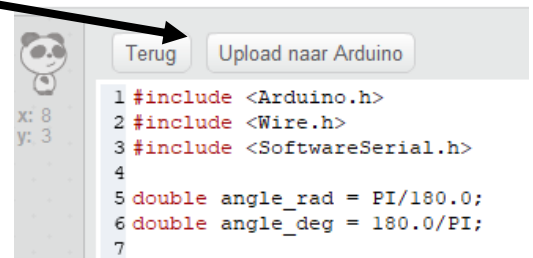 Terug Upload naar Arduino
x: 8
y: 3
1 #include <Arduino.h>
2 #include <Wire.h>
3 #include <SoftwareSerial.h>
4
5 double angle_rad = PI/180.0;
6 double angle_deg = 180.0/PI;
7